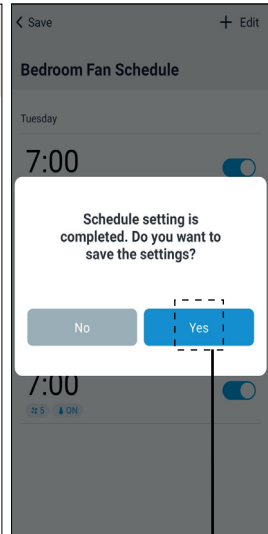 Save
+ Edit
Bedroom Fan Schedule
Tuesday
7:00
Schedule setting is
completed. Do you want to
save the settings?
No
Yes
7:00
5 ON